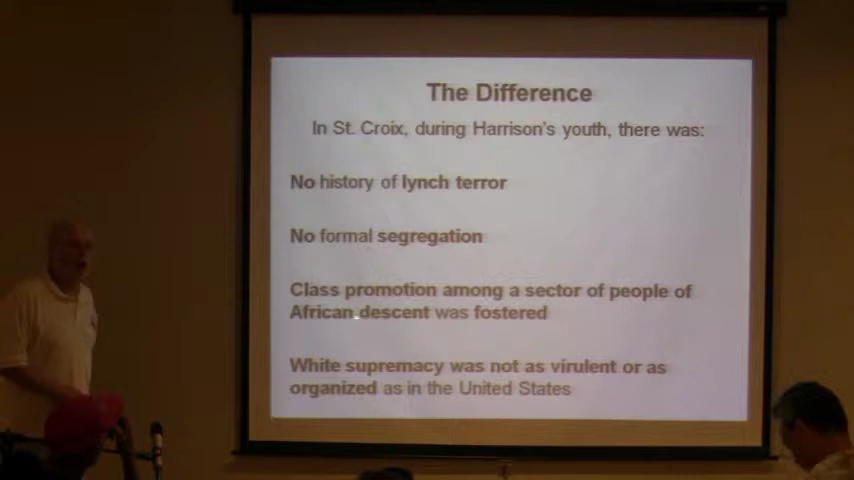 The Difference
In St. Croix, during Harrison's youth, there was:
No history of lynch terror
No formal segregation
Class promotion among a sector of people of
African descent was fostered
White supremacy was not as virulent or as
organized as in the United States